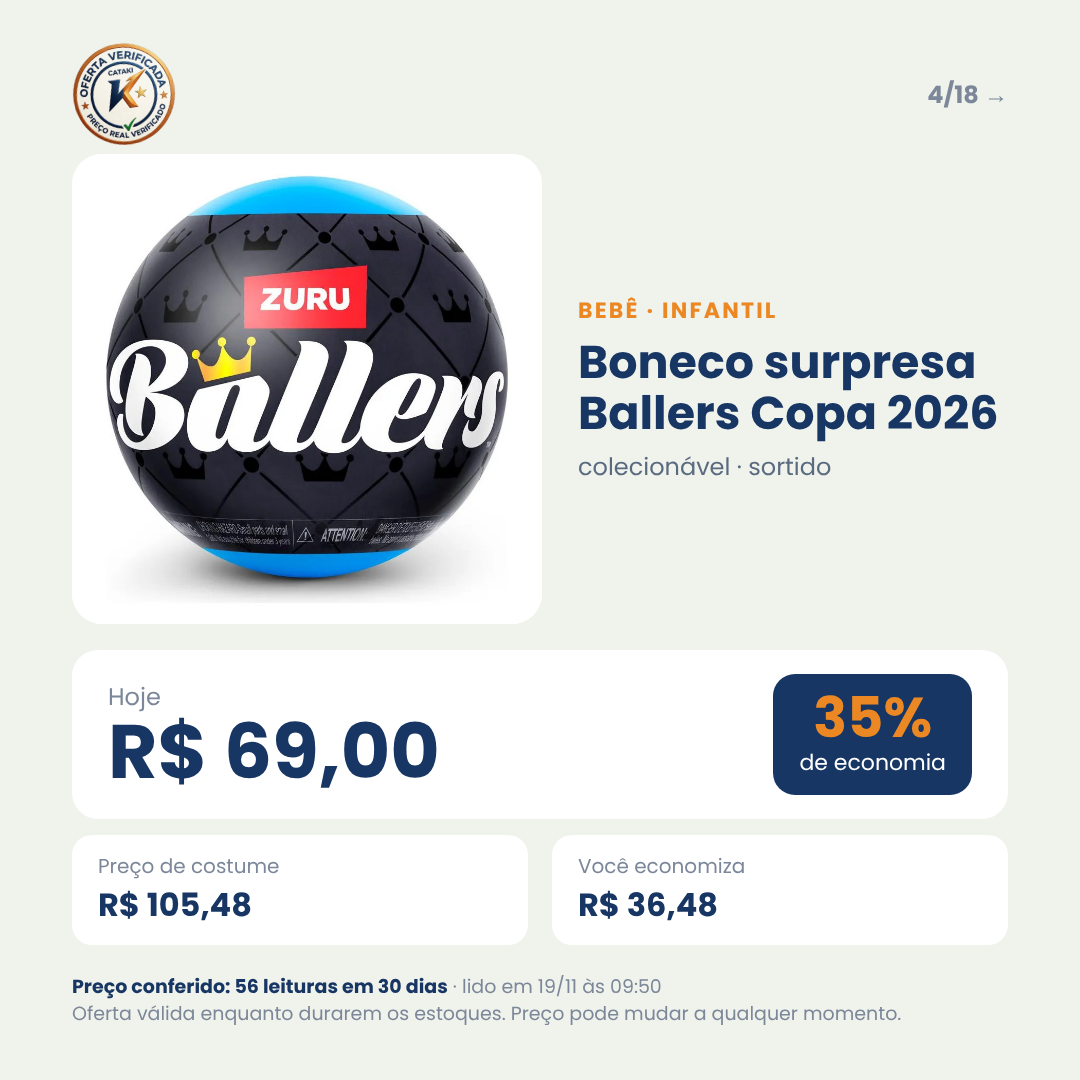 OFERTA VERIFICADA
CATAKI
K
PREÇO REAL VERIFICADO
4/18 →
ZURU
Ballers
ATTENTION:
BEBÊ · INFANTIL
Boneco surpresa
Ballers Copa 2026
colecionável · sortido
Hoje
R$ 69,00
35%
de economia
Preço de costume
R$ 105,48
Você economiza
R$ 36,48
Preço conferido: 56 leituras em 30 dias · lido em 19/11 às 09:50
Oferta válida enquanto durarem os estoques. Preço pode mudar a qualquer momento.